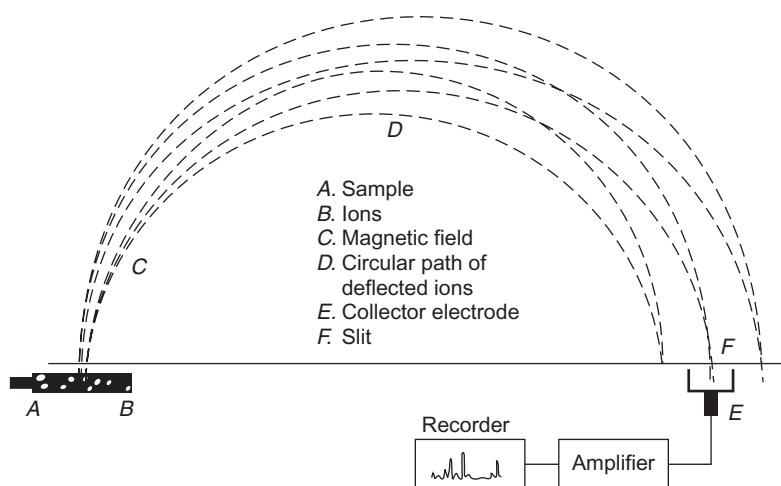 D
A. Sample
B. Ions
C. Magnetic field
D. Circular path of
deflected ions
E. Collector electrode
F. Slit
C
F
A
B
E
Recorder
Amplifier